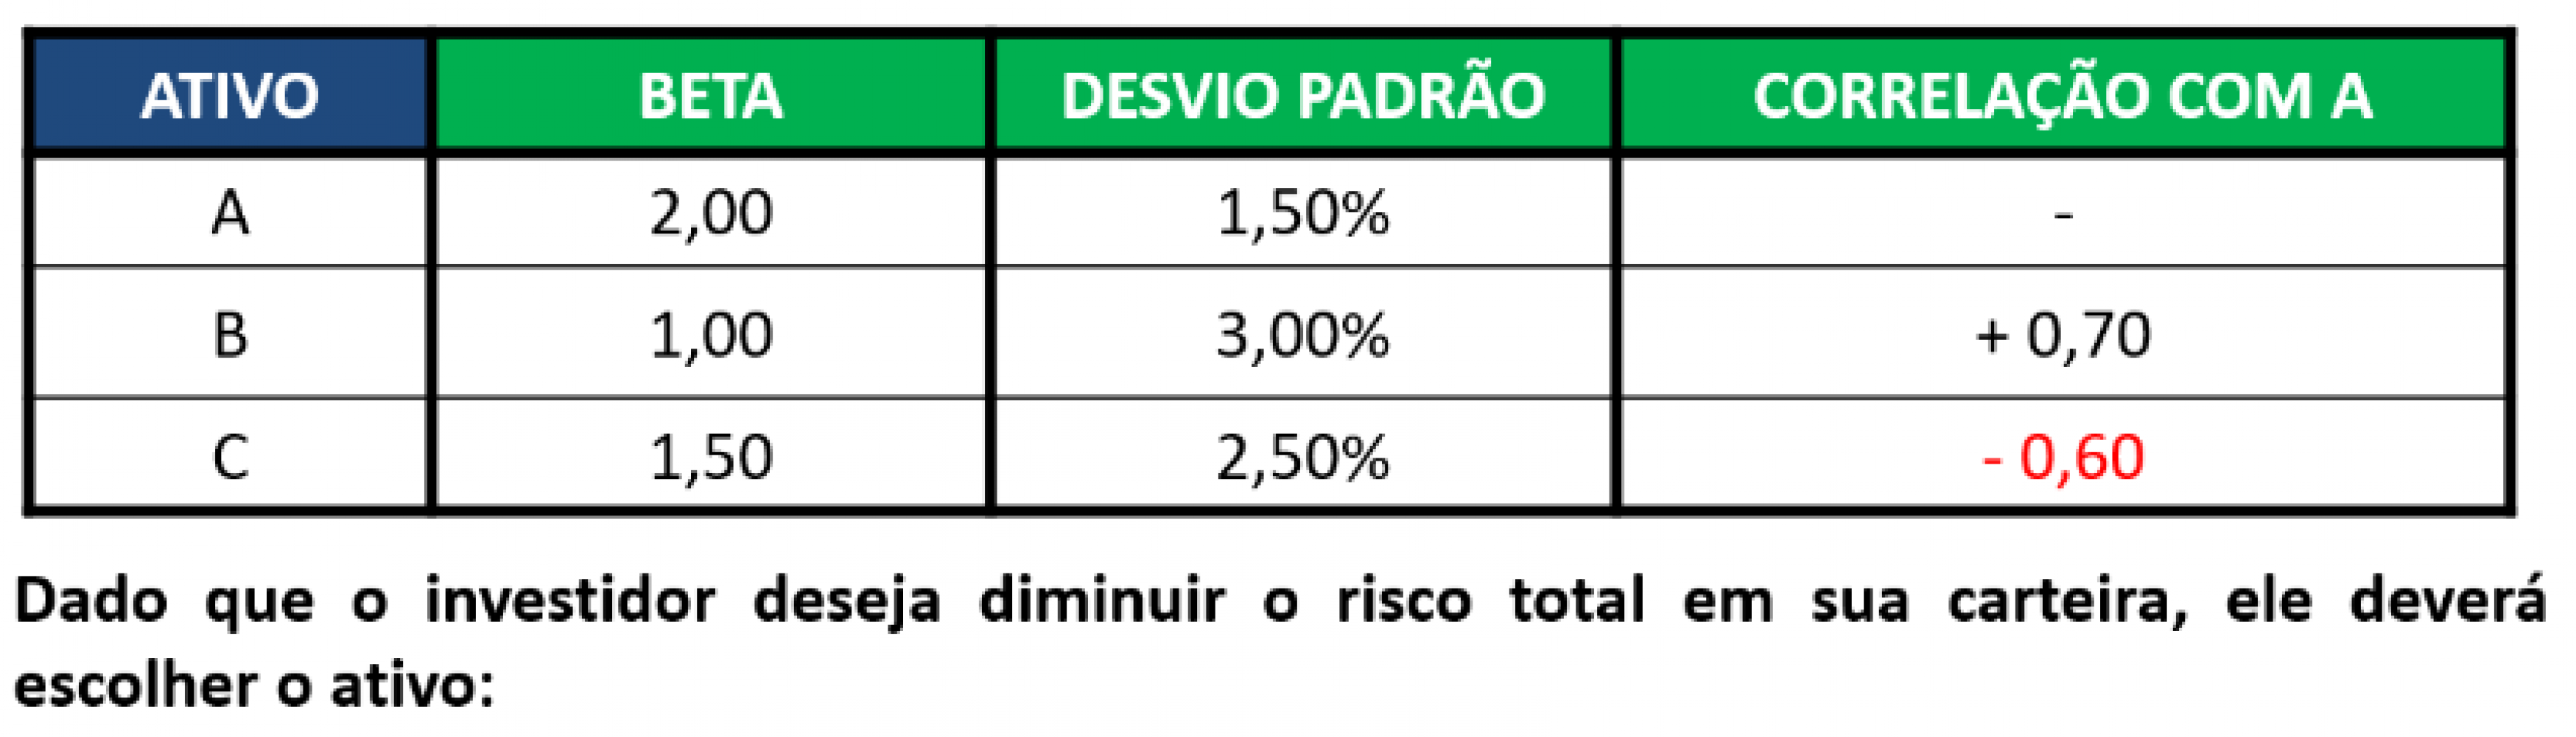 ATIVO BETA DESVIO PADRÃO CORRELAÇÃO COM A
A 2,00 1,50% -
B 1,00 3,00% + 0,70
C 1,50 2,50% - 0,60
Dado que o investidor deseja diminuir o risco total em sua carteira, ele deverá
escolher o ativo: